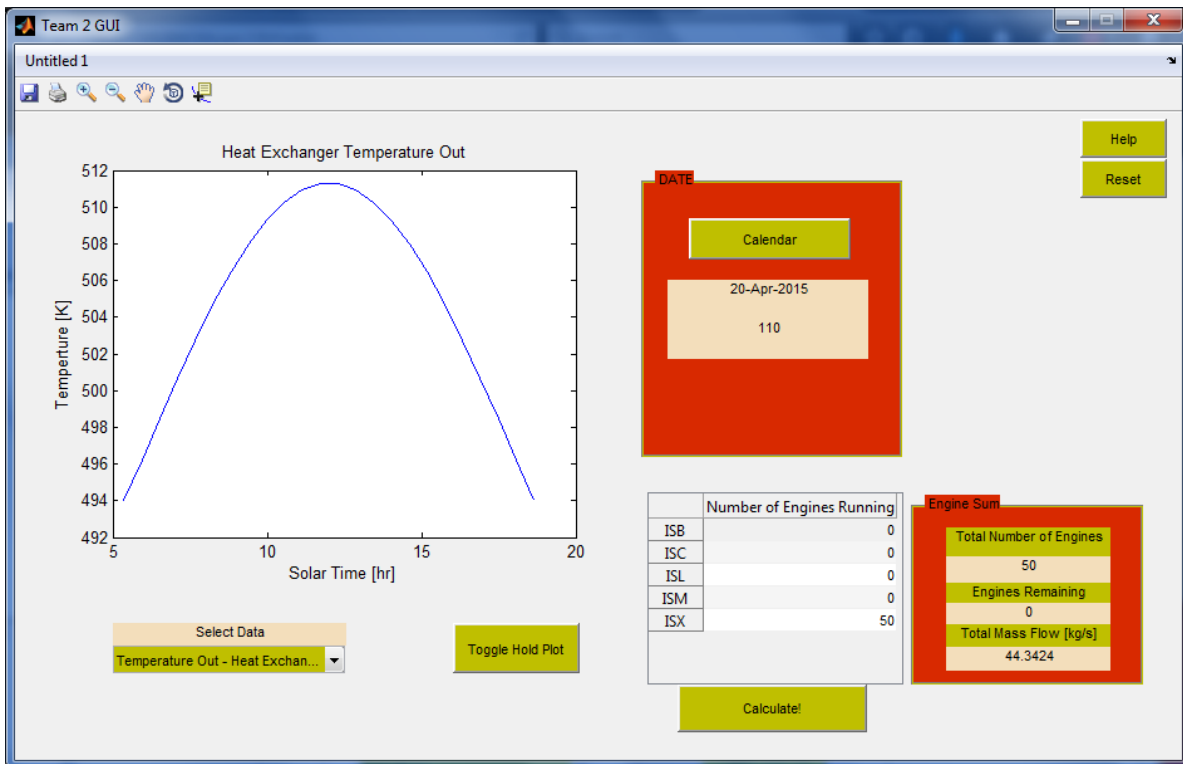 Team 2 GUI
Untitled 1
Help
Reset
Heat Exchanger Temperature Out
512
510
508
506
504
502
500
498
496
494
492
Temperture [K]
5
10
15
20
Solar Time [hr]
DATE
Calendar
20-Apr-2015
110
Select Data
Temperature Out - Heat Exchan...
Toggle Hold Plot
Number of Engines Running
ISB 0
ISC 0
ISL 0
ISM 0
ISX 50
Calculate!
Engine Sum
Total Number of Engines
50
Engines Remaining
0
Total Mass Flow [kg/s]
44.3424